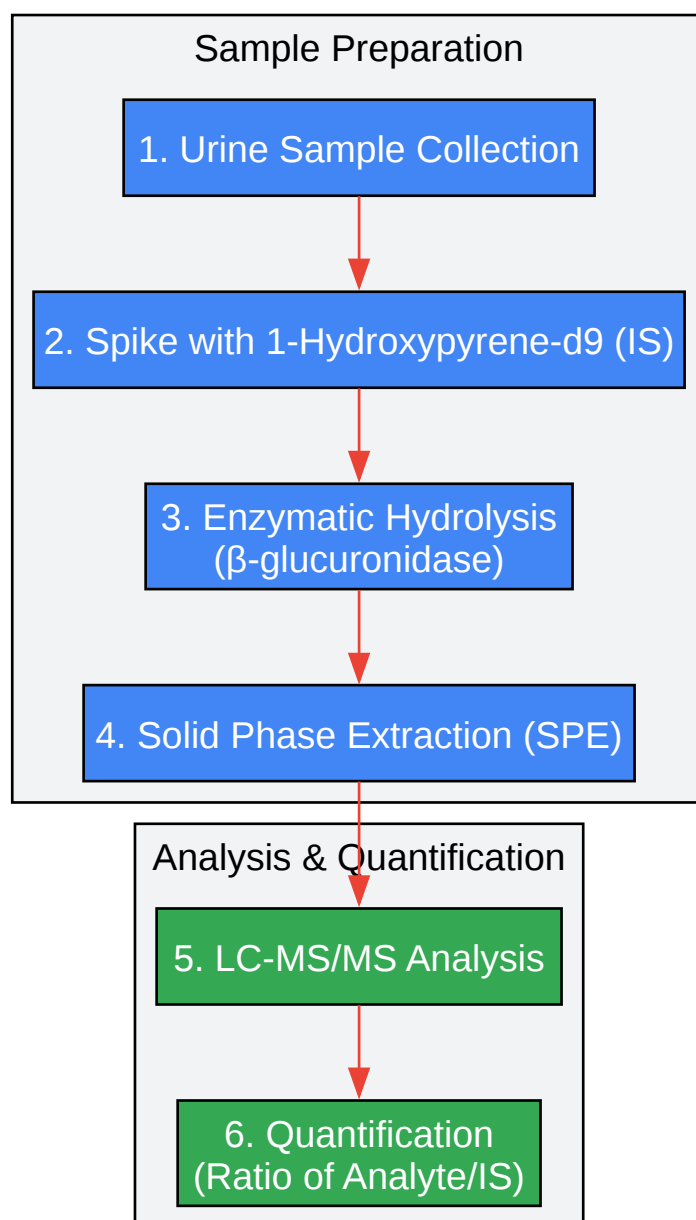 Sample Preparation
1. Urine Sample Collection
2. Spike with 1-Hydroxypyrene-d9 (IS)
3. Enzymatic Hydrolysis
(β-glucuronidase)
4. Solid Phase Extraction (SPE)
Analysis & Quantification
5. LC-MS/MS Analysis
6. Quantification
(Ratio of Analyte/IS)